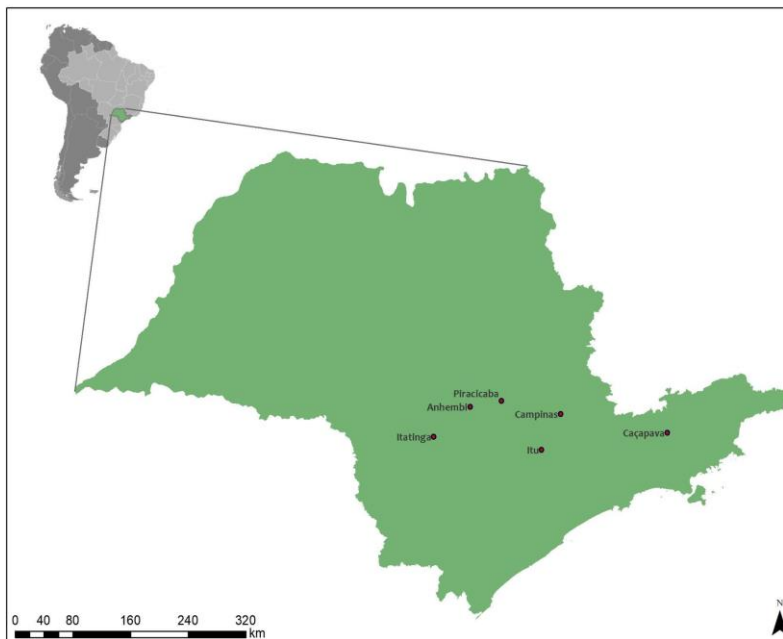 Piracicaba
Anhembi
Campinas
Itatinga
Caçapava
Itu
0 40 80 160 240 320
km
N